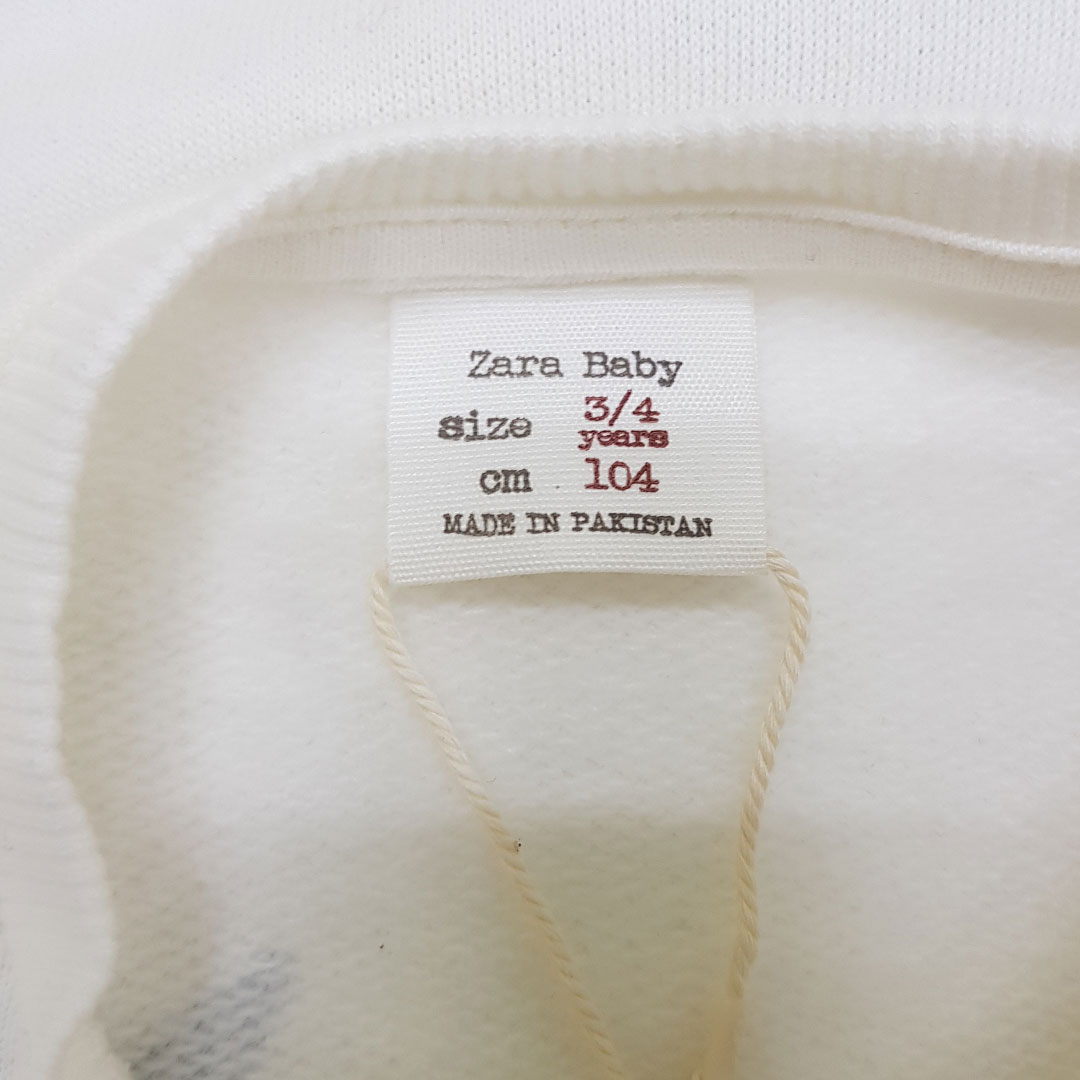 Zara Baby
size 3/4 years
cm 104
MADE IN PAKISTAN